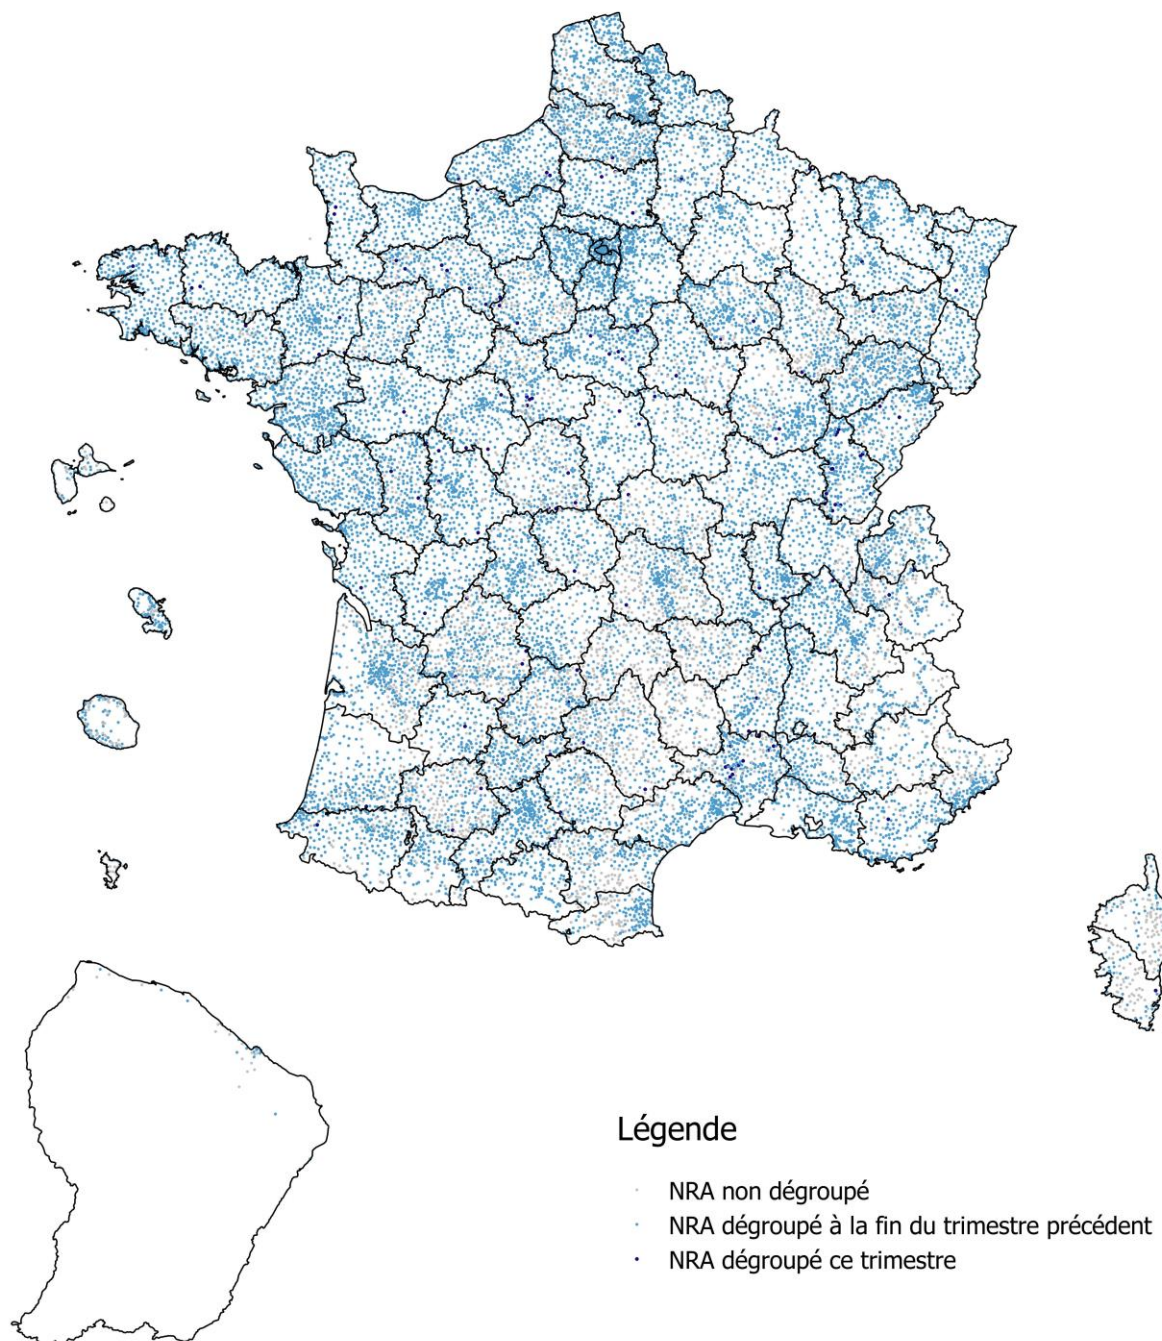 Légende
NRA non dégroupé
NRA dégroupé à la fin du trimestre précédent
NRA dégroupé ce trimestre